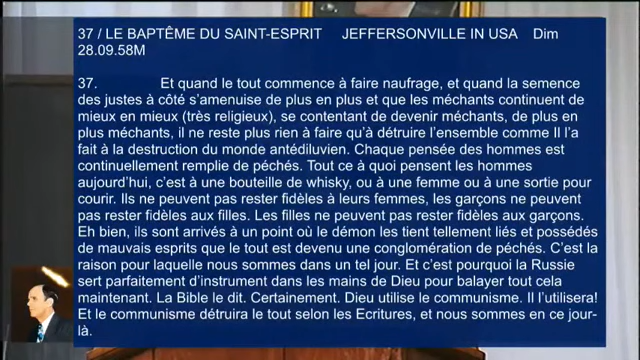 37 / LE BAPTÊME DU SAINT-ESPRIT JEFFERSONVILLE IN USA Dim
28.09.58M
37. Et quand le tout commence à faire naufrage, et quand la semence
des justes à côté s'amenuise de plus en plus et que les méchants continuent de
mieux en mieux (très religieux), se contentant de devenir méchants, de plus en
plus méchants, il ne reste plus rien à faire qu'à détruire l'ensemble comme Il l'a
fait à la destruction du monde antédiluvien. Chaque pensée des hommes est
continuellement remplie de péchés. Tout ce à quoi pensent les hommes
aujourd'hui, c'est à une bouteille de whisky, ou à une femme ou à une sortie pour
courir. Ils ne peuvent pas rester fidèles à leurs femmes, les garçons ne peuvent
pas rester fidèles aux filles. Les filles ne peuvent pas rester fidèles aux garçons.
Eh bien, ils sont arrivés à un point où le démon les tient tellement liés et possédés
de mauvais esprits que le tout est devenu une conglomération de péchés. C'est la
raison pour laquelle nous sommes dans un tel jour. Et c'est pourquoi la Russie
sert parfaitement d'instrument dans les mains de Dieu pour balayer tout cela
maintenant. La Bible le dit. Certainement. Dieu utilise le communisme. Il l'utilisera!
Et le communisme détruira le tout selon les Ecritures, et nous sommes en ce jour-
là.